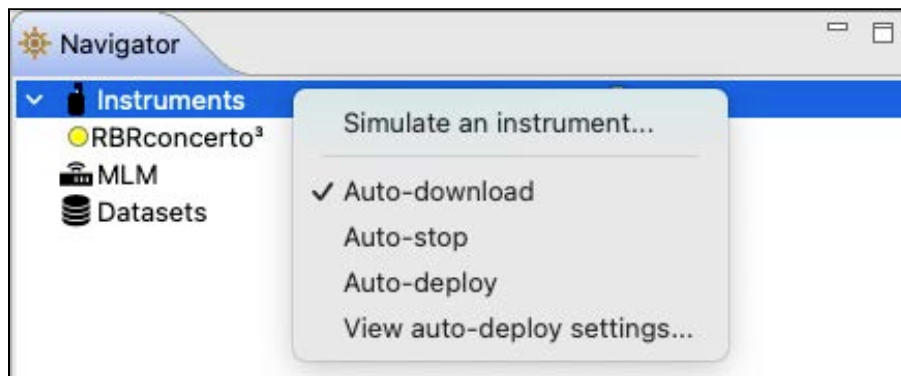 Navigator
Instruments
RBRconcerto³
MLM
Datasets
Simulate an instrument...
Auto-download
Auto-stop
Auto-deploy
View auto-deploy settings...